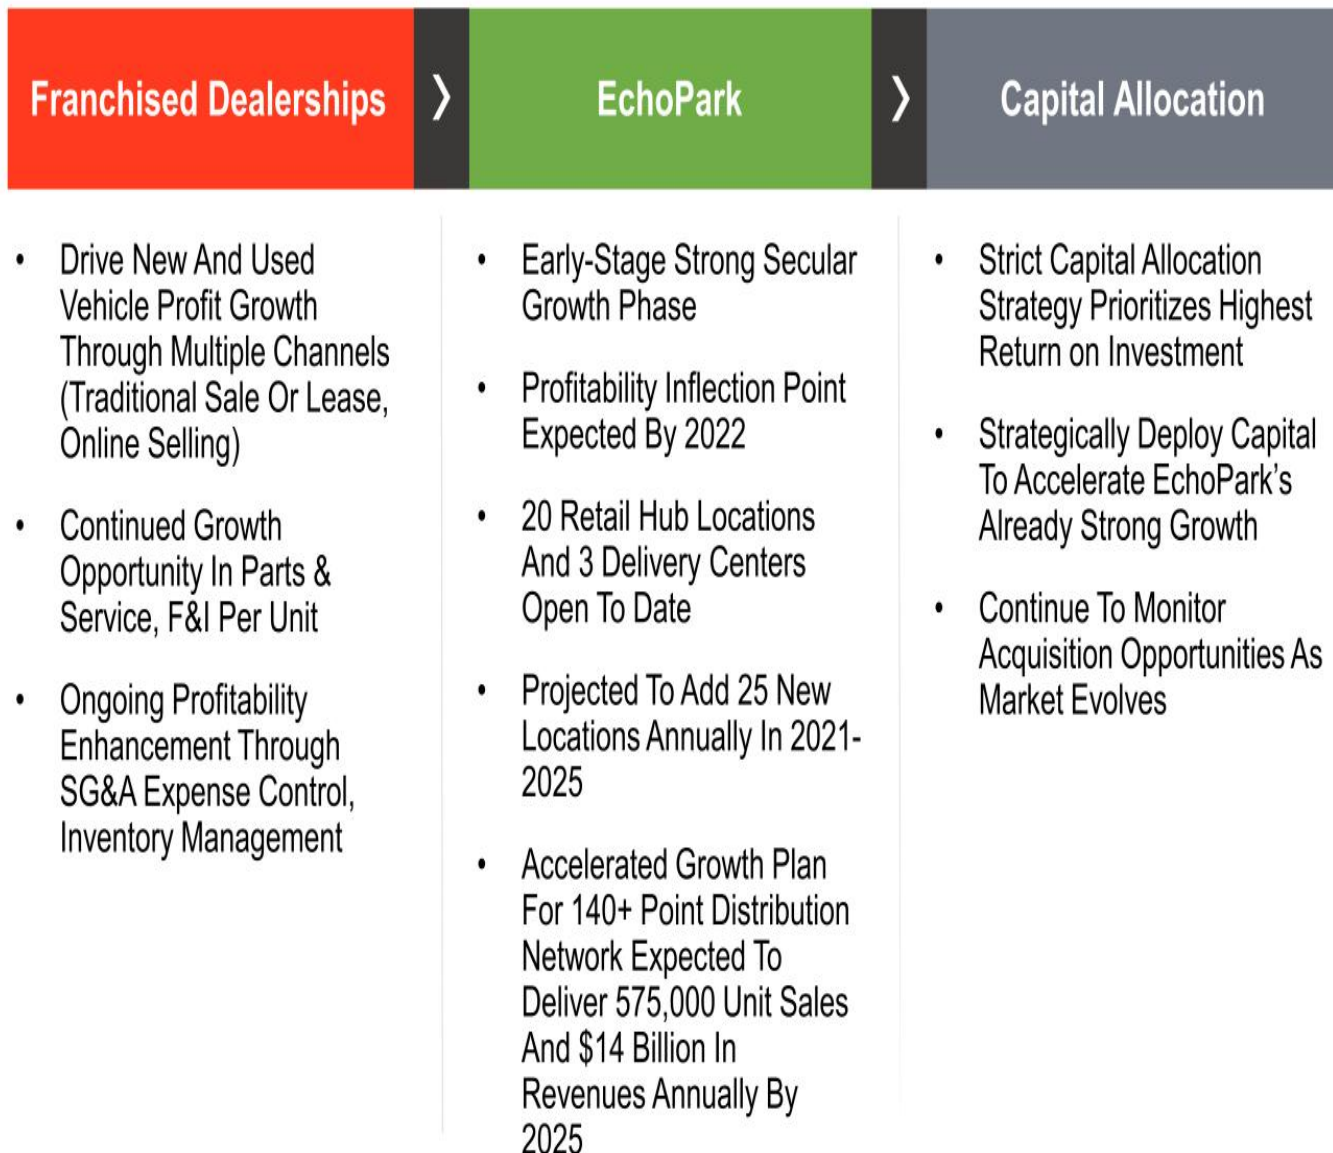 Franchised Dealerships
EchoPark
Capital Allocation
• Drive New And Used
Vehicle Profit Growth
Through Multiple Channels
(Traditional Sale Or Lease,
Online Selling)
• Continued Growth
Opportunity In Parts &
Service, F&I Per Unit
• Ongoing Profitability
Enhancement Through
SG&A Expense Control,
Inventory Management
• Early-Stage Strong Secular
Growth Phase
• Profitability Inflection Point
Expected By 2022
• 20 Retail Hub Locations
And 3 Delivery Centers
Open To Date
• Projected To Add 25 New
Locations Annually In 2021-
2025
• Accelerated Growth Plan
For 140+ Point Distribution
Network Expected To
Deliver 575,000 Unit Sales
And $14 Billion In
Revenues Annually By
2025
• Strict Capital Allocation
Strategy Prioritizes Highest
Return on Investment
• Strategically Deploy Capital
To Accelerate EchoPark’s
Already Strong Growth
• Continue To Monitor
Acquisition Opportunities As
Market Evolves